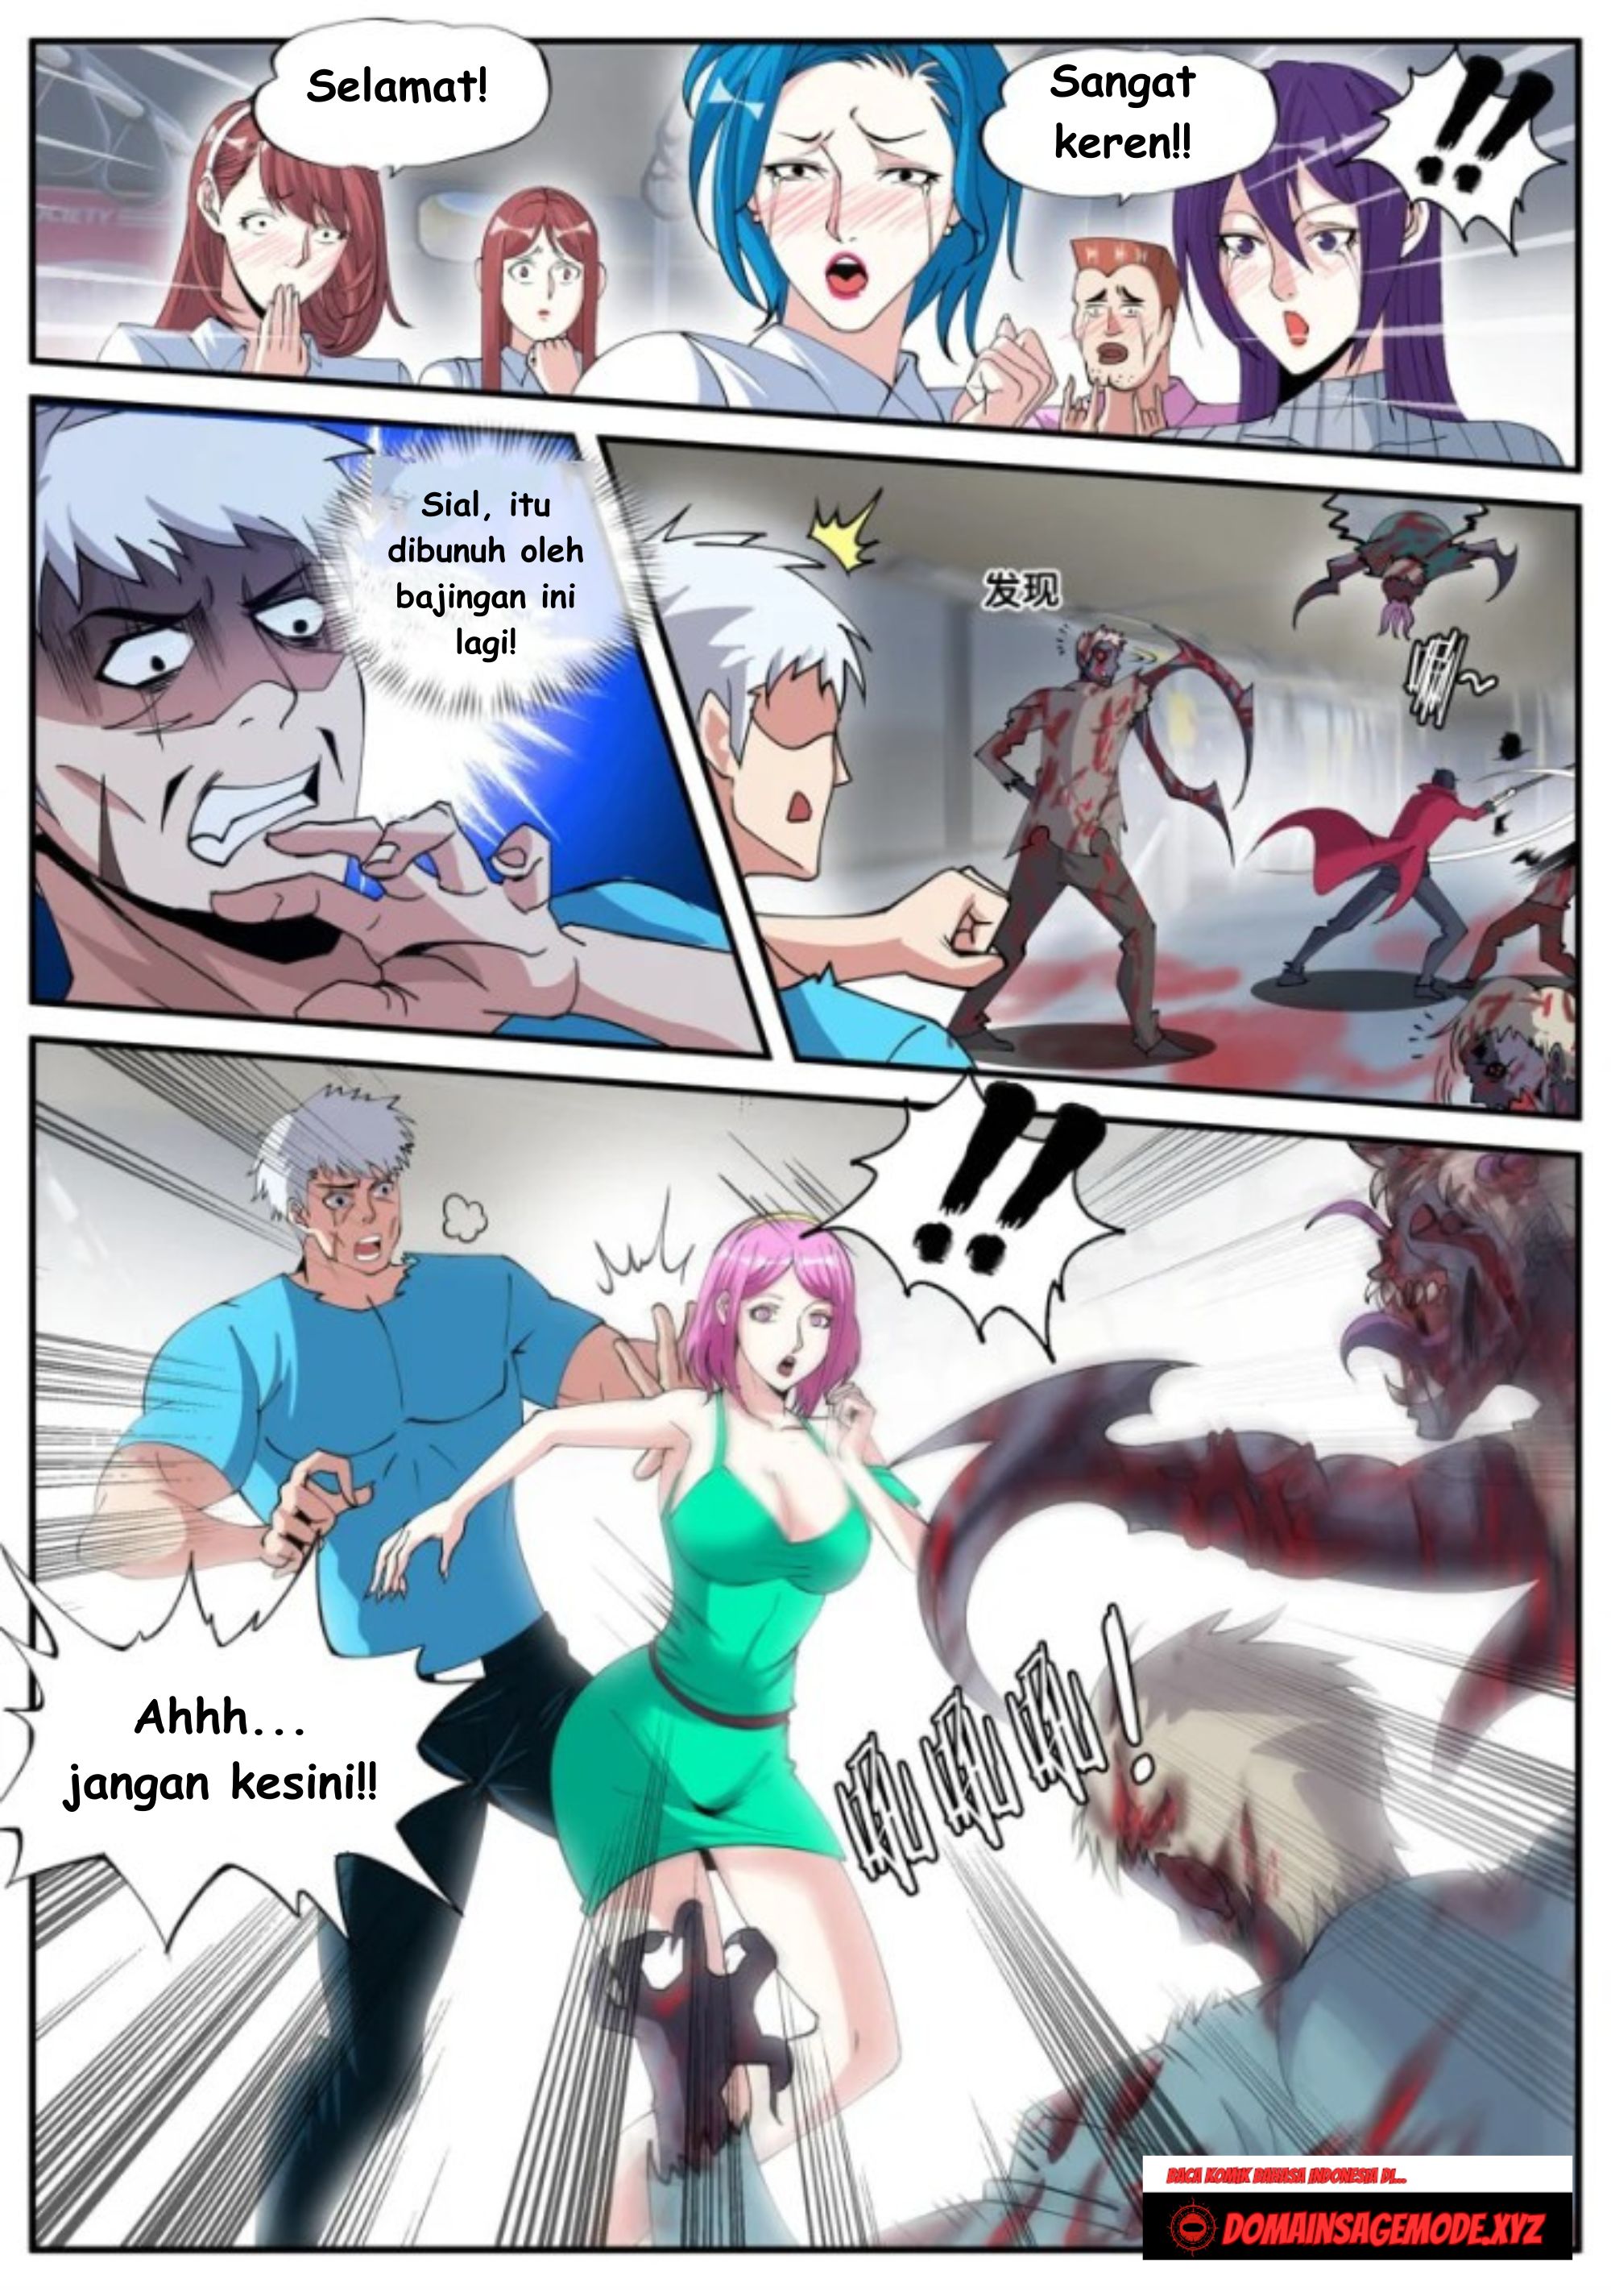 Selamat!
Sangat
keren!!
!!
Sial, itu
dibunuh oleh
bajingan ini
lagi!
发现
!!
Ahhh...
jangan kesini!!
BACA KOMIK BAHASA INDONESIA DI...
DOMAINSAGEMODE.XYZ